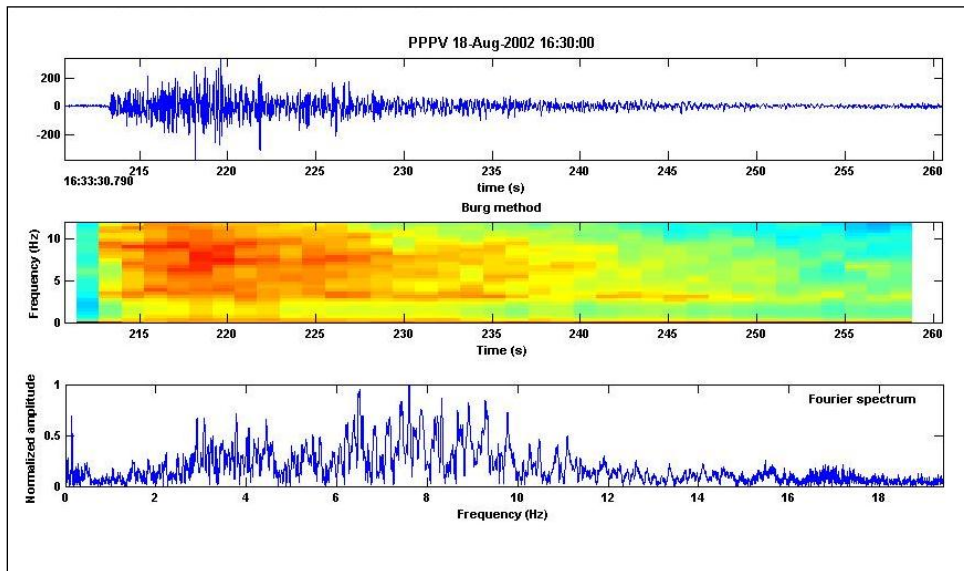 PPPV 18-Aug-2002 16:30:00
200
0
-200
215 220 225 230 235 240 245 250 255 260
16:33:30.790
time (s)
Burg method
Frequency (Hz)
10
5
0
215 220 225 230 235 240 245 250 255 260
Time (s)
Normalized amplitude
1
0.5
0
Fourier spectrum
0 2 4 6 8 10 12 14 16 18
Frequency (Hz)